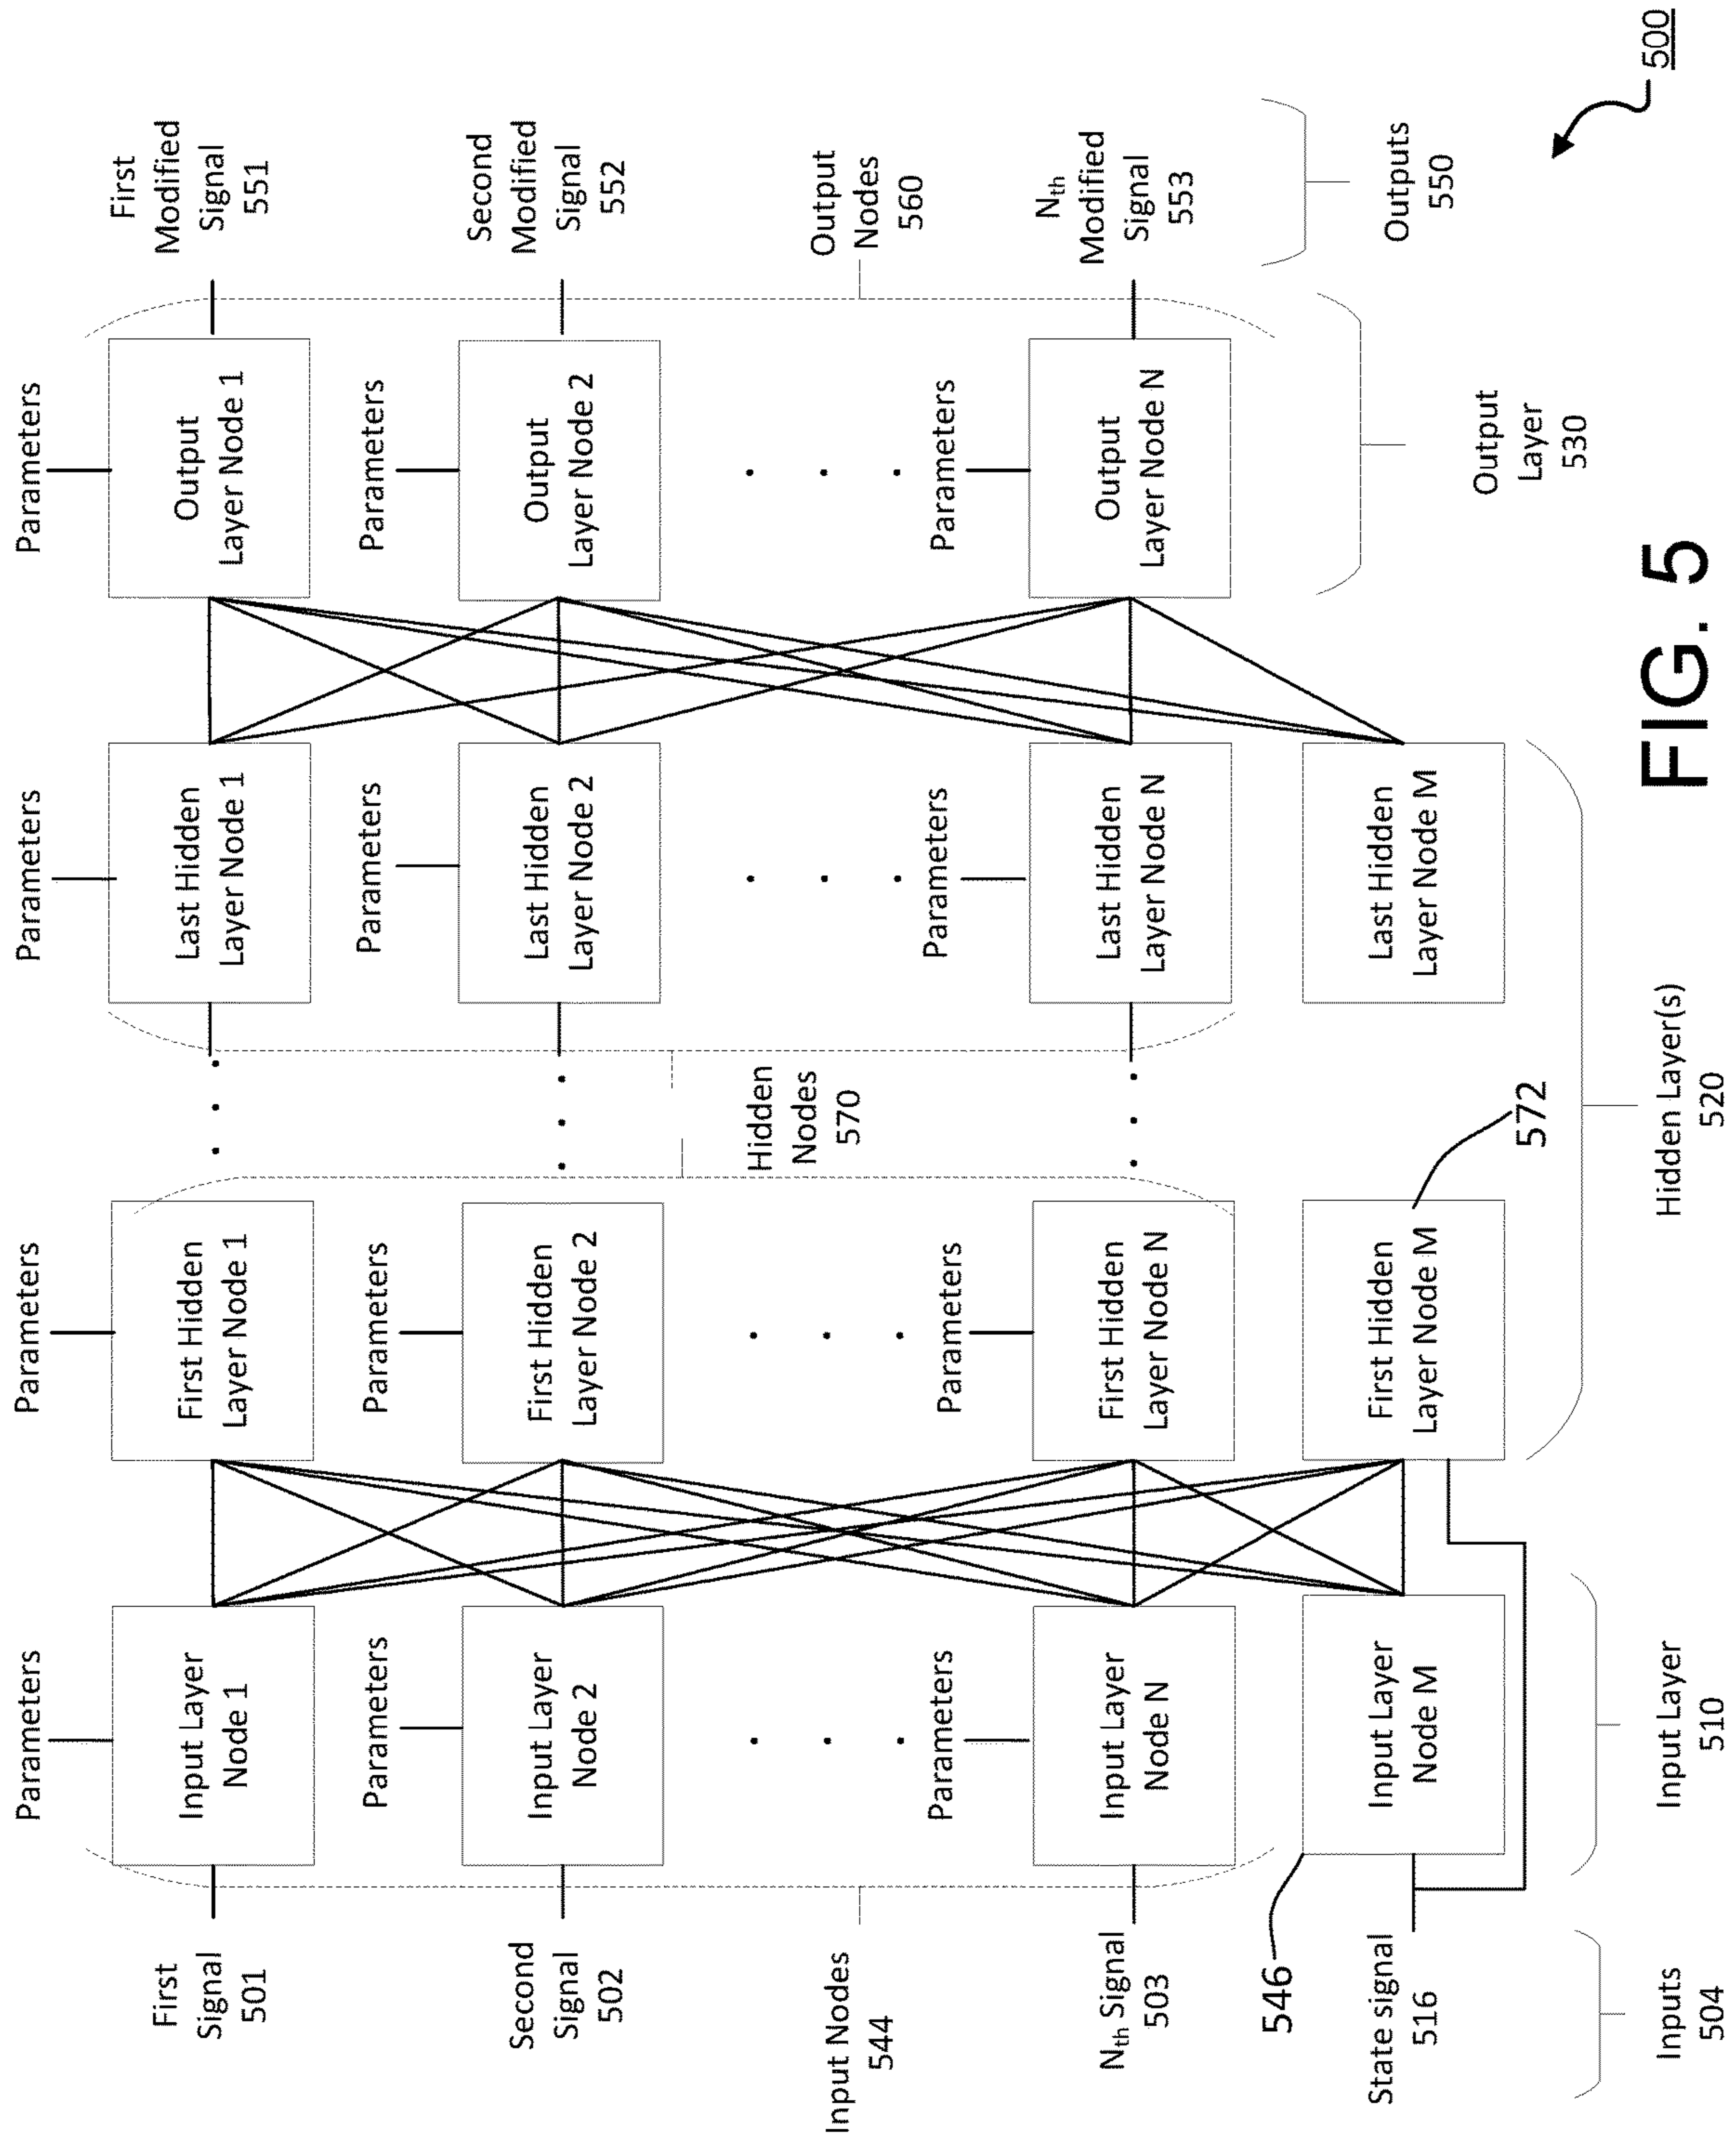 Parameters
Parameters
Parameters
Parameters
First
Signal
501
Input Layer
Node 1
First Hidden
Layer Node 1
Last Hidden
Layer Node 1
Output
Layer Node 1
First
Modified
Signal
551
Parameters
Parameters
Parameters
Parameters
Second
Signal
502
Input Layer
Node 2
First Hidden
Layer Node 2
Last Hidden
Layer Node 2
Output
Layer Node 2
Second
Modified
Signal
552
Input Nodes
544
Hidden
Nodes
570
Output
Nodes
560
Parameters
Parameters
Parameters
Parameters
Nth Signal
503
Input Layer
Node N
First Hidden
Layer Node N
Last Hidden
Layer Node N
Output
Layer Node N
Nth
Modified
Signal
553
546
State signal
516
Input Layer
Node M
First Hidden
Layer Node M
572
Last Hidden
Layer Node M
Output
Layer
530
Outputs
550
Inputs
504
Input Layer
510
Hidden Layer(s)
520
FIG. 5
500